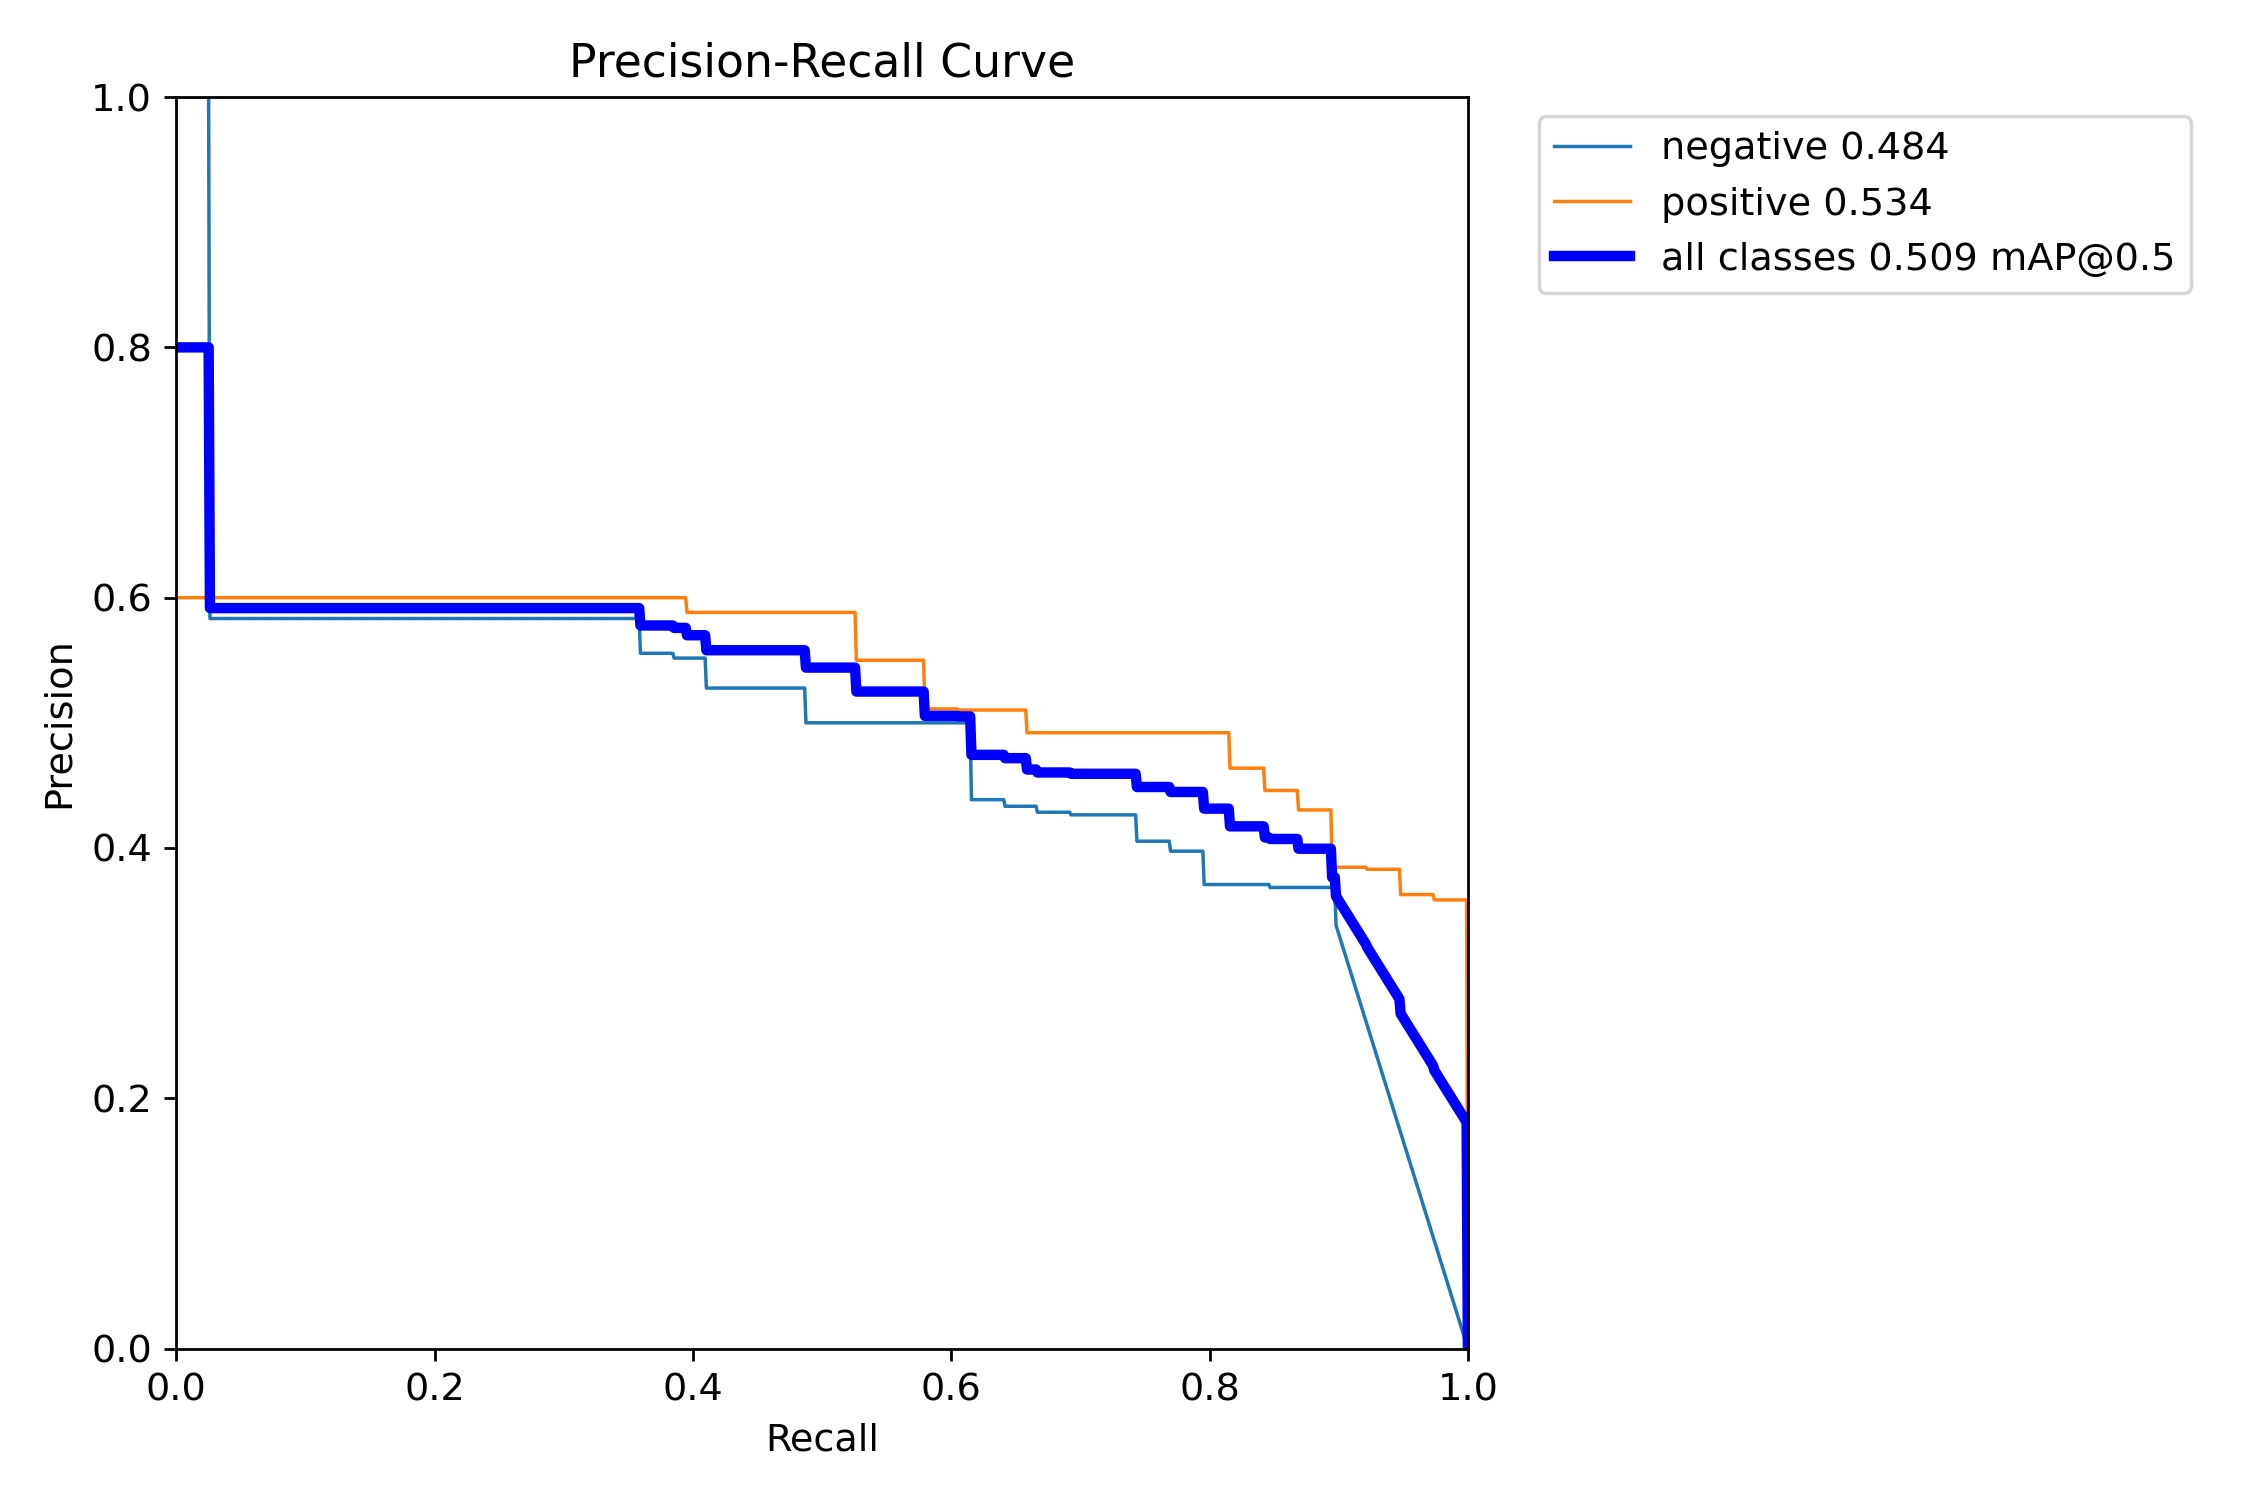 Precision-Recall Curve
1.0
0.8
0.6
0.4
0.2
0.0
Precision
0.0 0.2 0.4 0.6 0.8 1.0
Recall
negative 0.484
positive 0.534
all classes 0.509 mAP@0.5